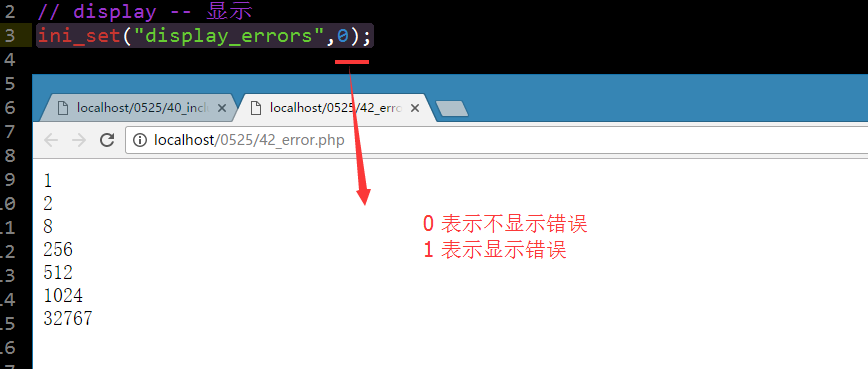 2 // display -- 显示
3 ini_set("display_errors",0);
4
5
6 localhost/0525/40_incl localhost/0525/42_erro
7 localhost/0525/42_error.php
8
9 1
10 2
11 8
12 256 0 表示不显示错误
13 512 1 表示显示错误
14 1024
15 32767
16